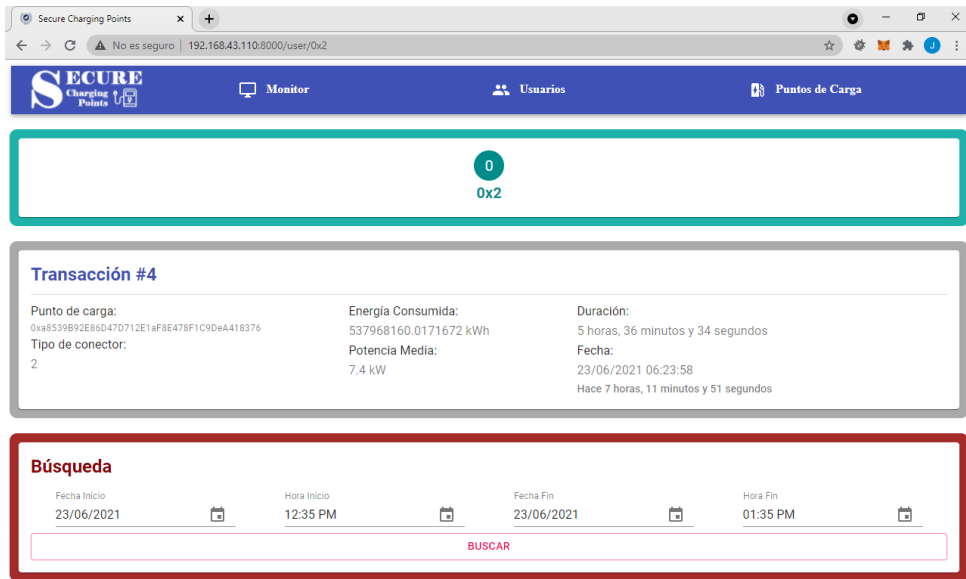 Secure Charging Points
No es seguro | 192.168.43.110:8000/user/0x2
J
SECURE
Charging
Points
Monitor
Usuarios
Puntos de Carga
0
0x2
Transacción #4
Punto de carga:
0xa8539B92E86D47D712E1aF8E478F1C9DeA418376
Tipo de conector:
2
Energía Consumida:
537968160.0171672 kWh
Potencia Media:
7.4 kW
Duración:
5 horas, 36 minutos y 34 segundos
Fecha:
23/06/2021 06:23:58
Hace 7 horas, 11 minutos y 51 segundos
Búsqueda
Fecha Inicio
23/06/2021
Hora Inicio
12:35 PM
Fecha Fin
23/06/2021
Hora Fin
01:35 PM
BUSCAR